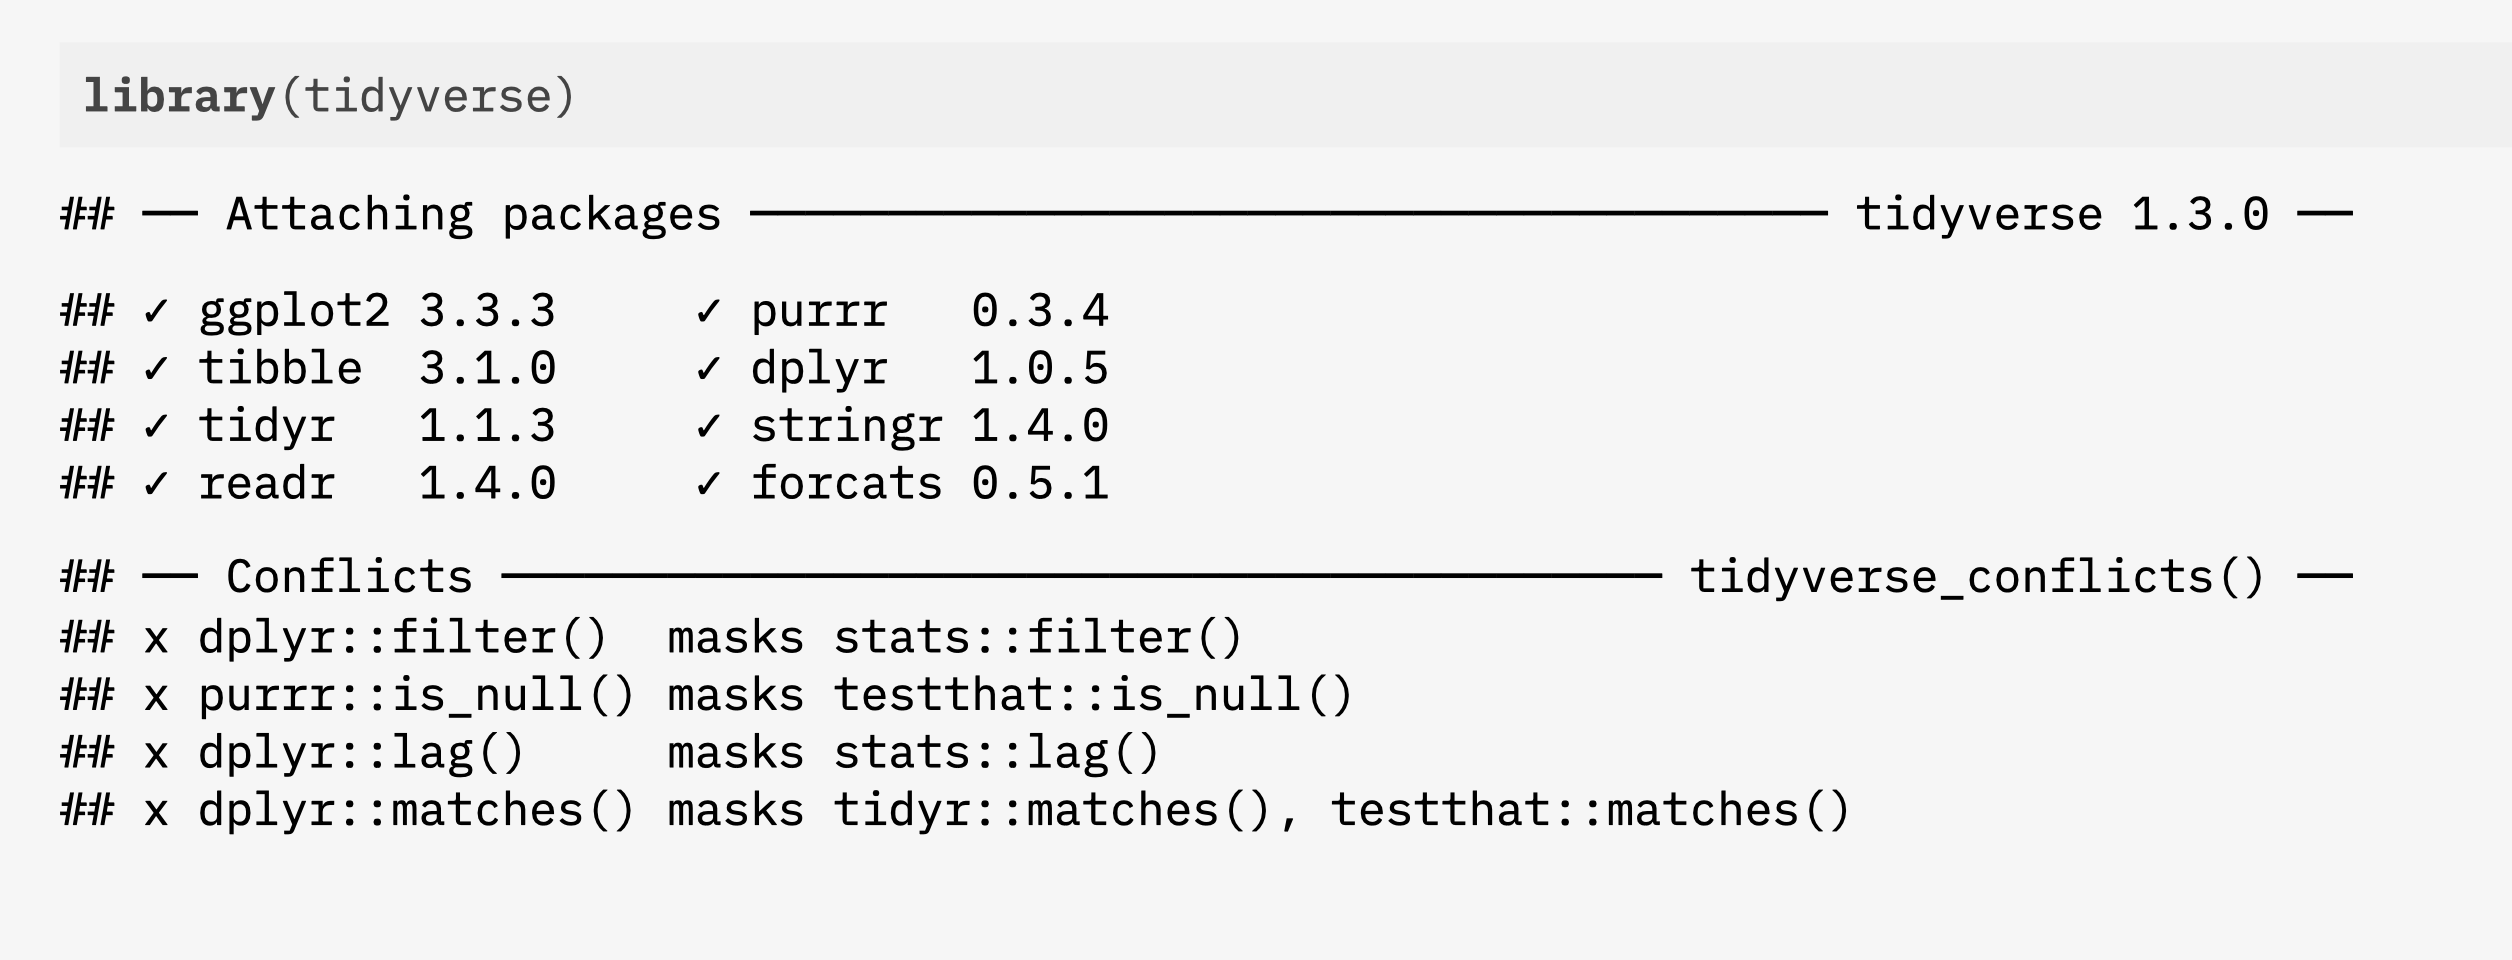 library(tidyverse)
## ── Attaching packages ─────────────────────────────────────── tidyverse 1.3.0 ──
## ✓ ggplot2 3.3.3     ✓ purrr   0.3.4
## ✓ tibble  3.1.0     ✓ dplyr   1.0.5
## ✓ tidyr   1.1.3     ✓ stringr 1.4.0
## ✓ readr   1.4.0     ✓ forcats 0.5.1
## ── Conflicts ────────────────────────────────────────── tidyverse_conflicts() ──
## x dplyr::filter()  masks stats::filter()
## x purrr::is_null() masks testthat::is_null()
## x dplyr::lag()     masks stats::lag()
## x dplyr::matches() masks tidyr::matches(), testthat::matches()